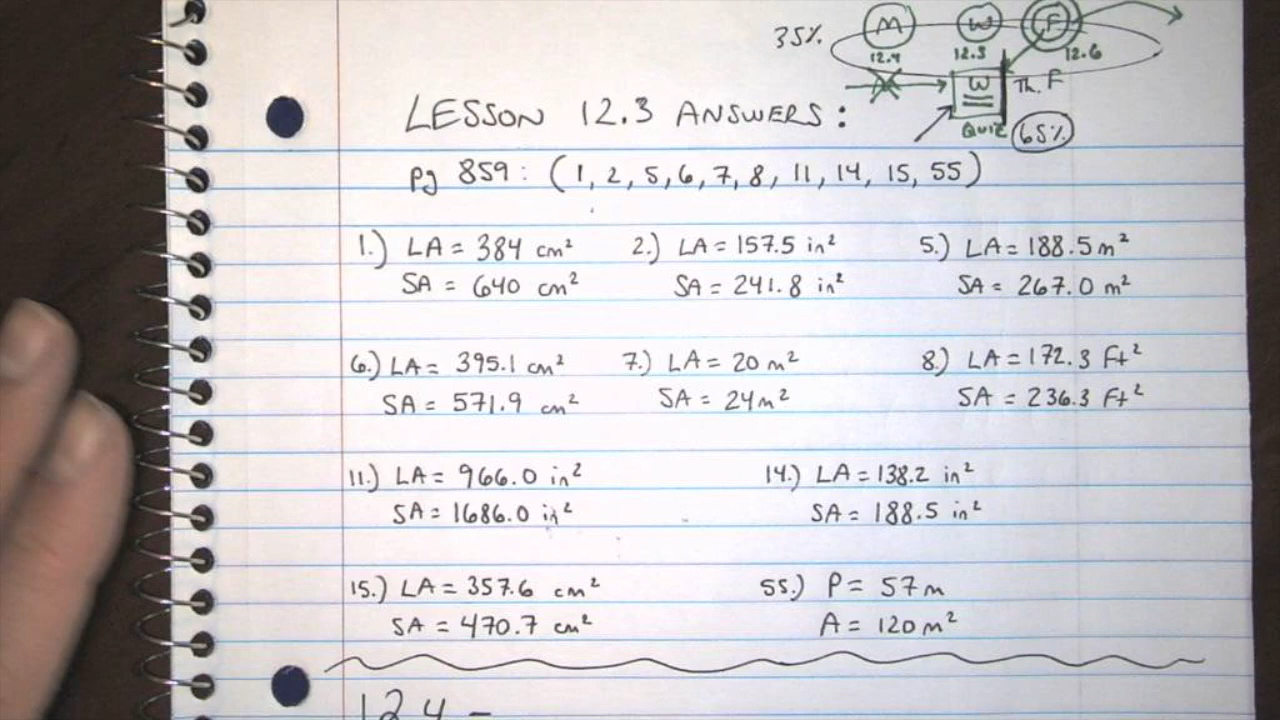 35%. M W F
12.4 12.5 12.6
W Th. F
QUIZ 65%
LESSON 12.3 ANSWERS:
pg 859: (1, 2, 5, 6, 7, 8, 11, 14, 15, 55)
1.) LA = 384 cm² 2.) LA = 157.5 in² 5.) LA = 188.5 m²
SA = 640 cm² SA = 241.8 in² SA = 267.0 m²
6.) LA = 395.1 cm² 7.) LA = 20 m² 8.) LA = 172.3 Ft²
SA = 571.9 cm² SA = 24 m² SA = 236.3 Ft²
11.) LA = 966.0 in² 14.) LA = 138.2 in²
SA = 1686.0 in² SA = 188.5 in²
15.) LA = 357.6 cm² 55.) P = 57 m
SA = 470.7 cm² A = 120 m²
12.4 -